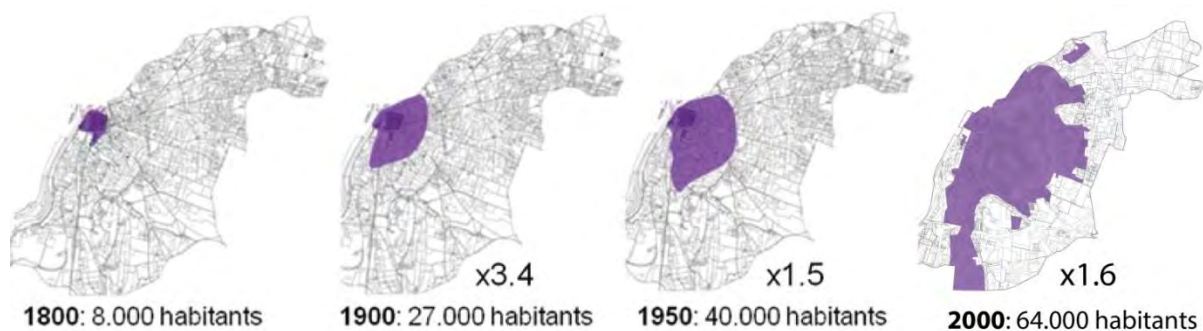 x3.4
x1.5
x1.6
1800: 8.000 habitants
1900: 27.000 habitants
1950: 40.000 habitants
2000: 64.000 habitants